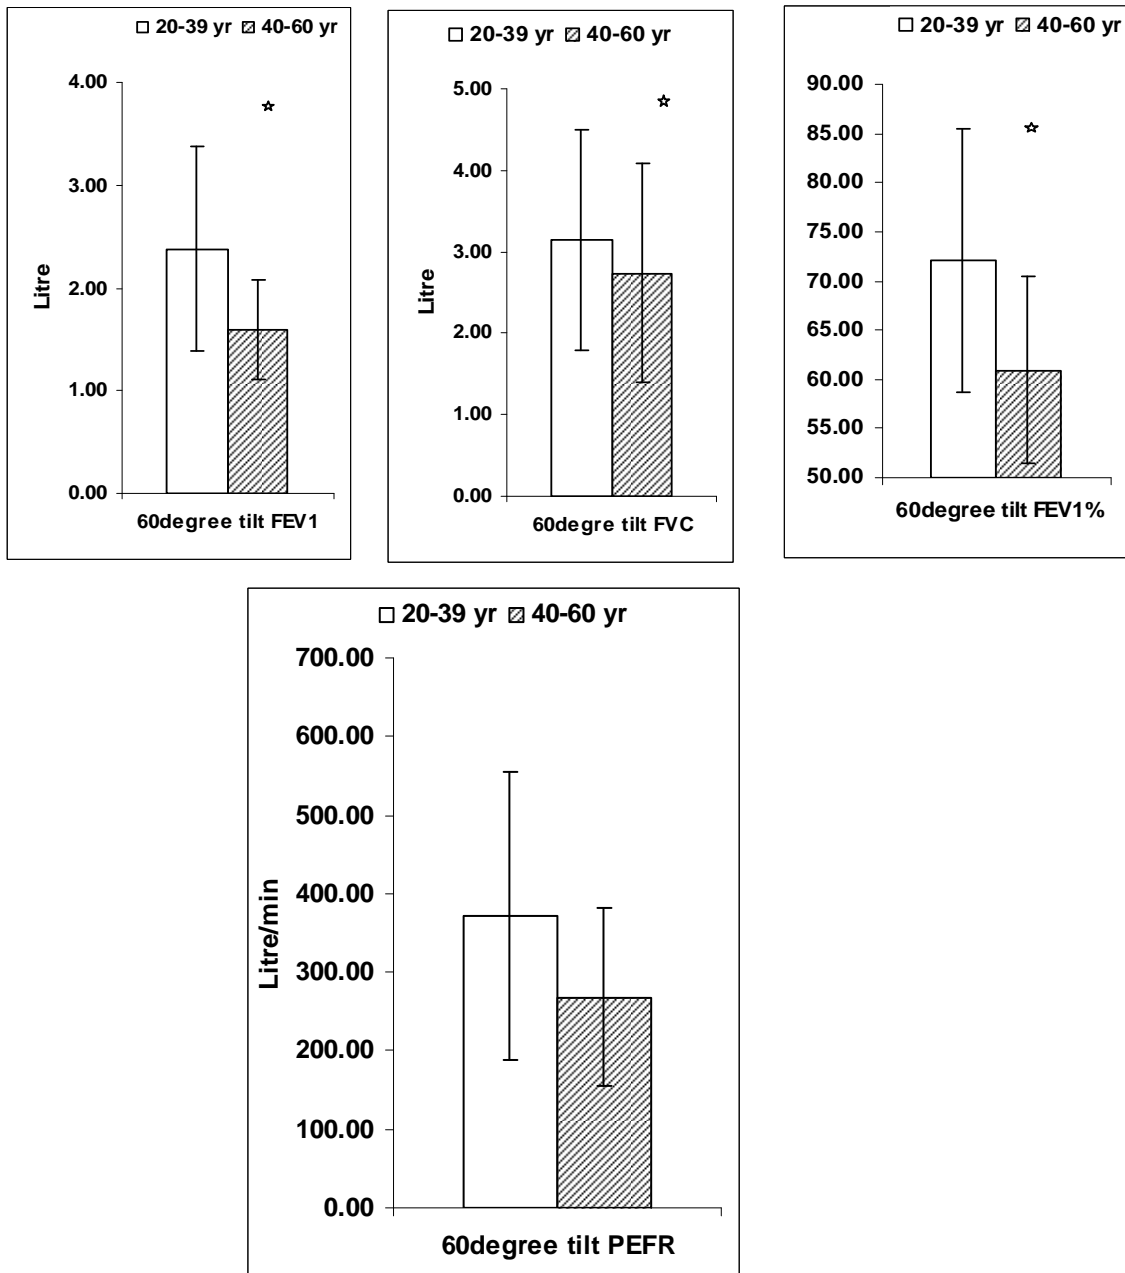 20-39 yr 40-60 yr
4.00
3.00
2.00
1.00
0.00
Litre
60degree tilt FEV1
20-39 yr 40-60 yr
5.00
4.00
3.00
2.00
1.00
0.00
Litre
60degre tilt FVC
20-39 yr 40-60 yr
90.00
85.00
80.00
75.00
70.00
65.00
60.00
55.00
50.00
60degree tilt FEV1%
20-39 yr 40-60 yr
700.00
600.00
500.00
400.00
300.00
200.00
100.00
0.00
Litre/min
60degree tilt PEFR